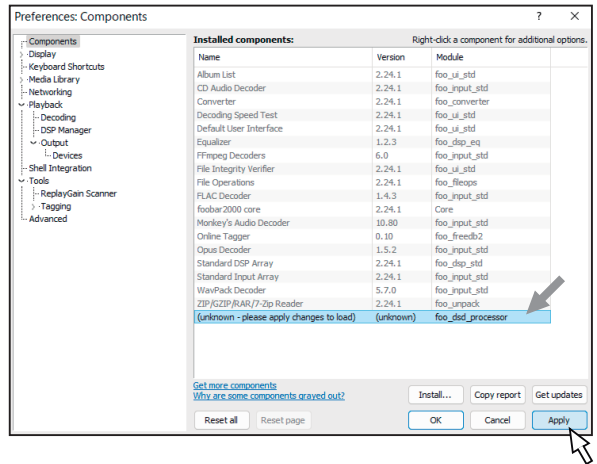 Preferences: Components ? ×
Components
Display
Keyboard Shortcuts
Media Library
Networking
Playback
Decoding
DSP Manager
Output
Devices
Shell Integration
Tools
ReplayGain Scanner
Tagging
Advanced
Installed components: Right-click a component for additional options.
Name Version Module
Album List 2.24.1 foo_ui_std
CD Audio Decoder 2.24.1 foo_input_std
Converter 2.24.1 foo_converter
Decoding Speed Test 2.24.1 foo_ui_std
Default User Interface 2.24.1 foo_ui_std
Equalizer 1.2.3 foo_dsp_eq
FFmpeg Decoders 6.0 foo_input_std
File Integrity Verifier 2.24.1 foo_ui_std
File Operations 2.24.1 foo_fileops
FLAC Decoder 1.4.3 foo_input_std
foobar2000 core 2.24.1 Core
Monkey's Audio Decoder 10.80 foo_input_std
Online Tagger 0.10 foo_freedb2
Opus Decoder 1.5.2 foo_input_std
Standard DSP Array 2.24.1 foo_dsp_std
Standard Input Array 2.24.1 foo_input_std
WavPack Decoder 5.7.0 foo_input_std
ZIP/GZIP/RAR/7-Zip Reader 2.24.1 foo_unpack
(unknown - please apply changes to load) (unknown) foo_dsd_processor
Get more components
Why are some components grayed out?
Install... Copy report Get updates
Reset all Reset page OK Cancel Apply